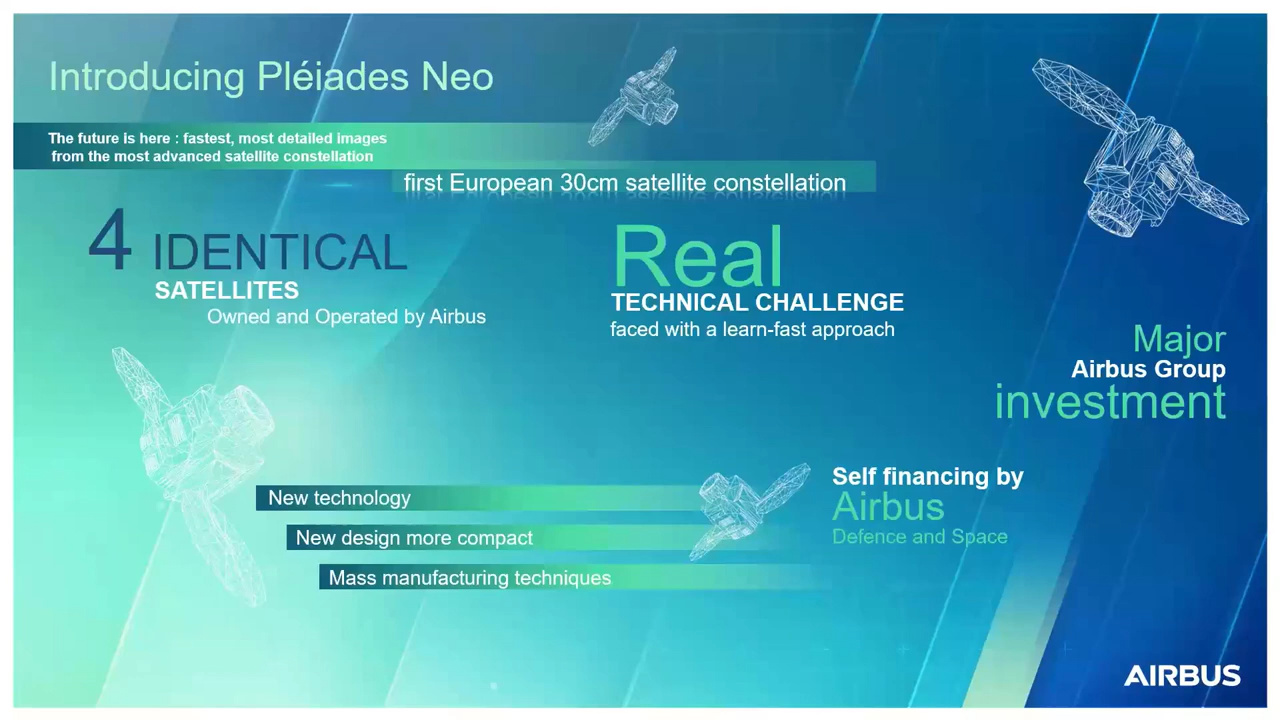 Introducing Pléiades Neo
The future is here : fastest, most detailed images
from the most advanced satellite constellation
first European 30cm satellite constellation
4 IDENTICAL
SATELLITES
Owned and Operated by Airbus
Real
TECHNICAL CHALLENGE
faced with a learn-fast approach
Major
Airbus Group
investment
New technology
New design more compact
Mass manufacturing techniques
Self financing by
Airbus
Defence and Space
AIRBUS